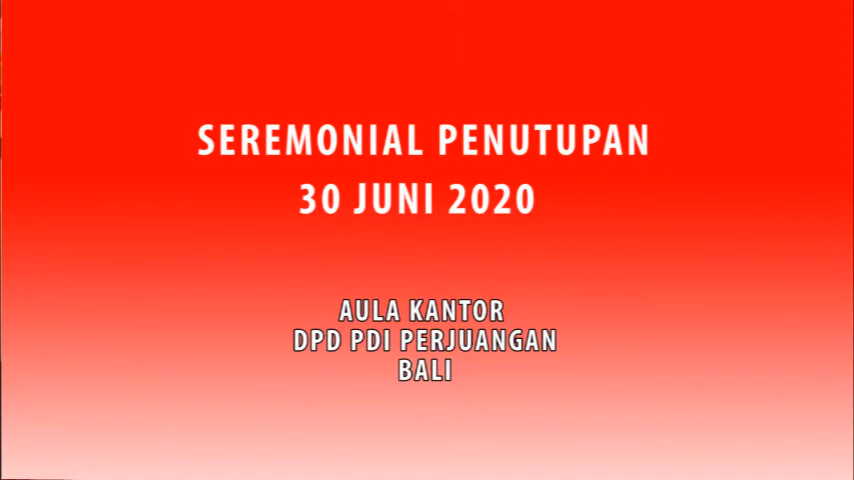 SEREMONIAL PENUTUPAN
30 JUNI 2020
AULA KANTOR
DPD PDI PERJUANGAN
BALI